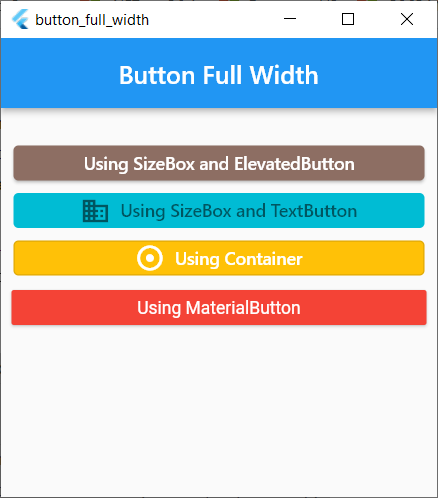 button_full_width
Button Full Width
Using SizeBox and ElevatedButton
Using SizeBox and TextButton
Using Container
Using MaterialButton